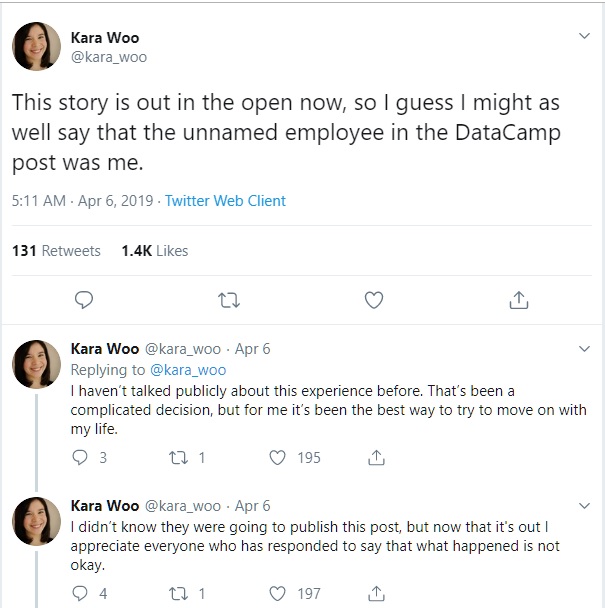 Kara Woo
@kara_woo
This story is out in the open now, so I guess I might as
well say that the unnamed employee in the DataCamp
post was me.
5:11 AM · Apr 6, 2019 · Twitter Web Client
131 Retweets 1.4K Likes
Kara Woo @kara_woo · Apr 6
Replying to @kara_woo
I haven't talked publicly about this experience before. That's been a
complicated decision, but for me it's been the best way to try to move on with
my life.
3 1 195
Kara Woo @kara_woo · Apr 6
I didn't know they were going to publish this post, but now that it's out I
appreciate everyone who has responded to say that what happened is not
okay.
4 1 197